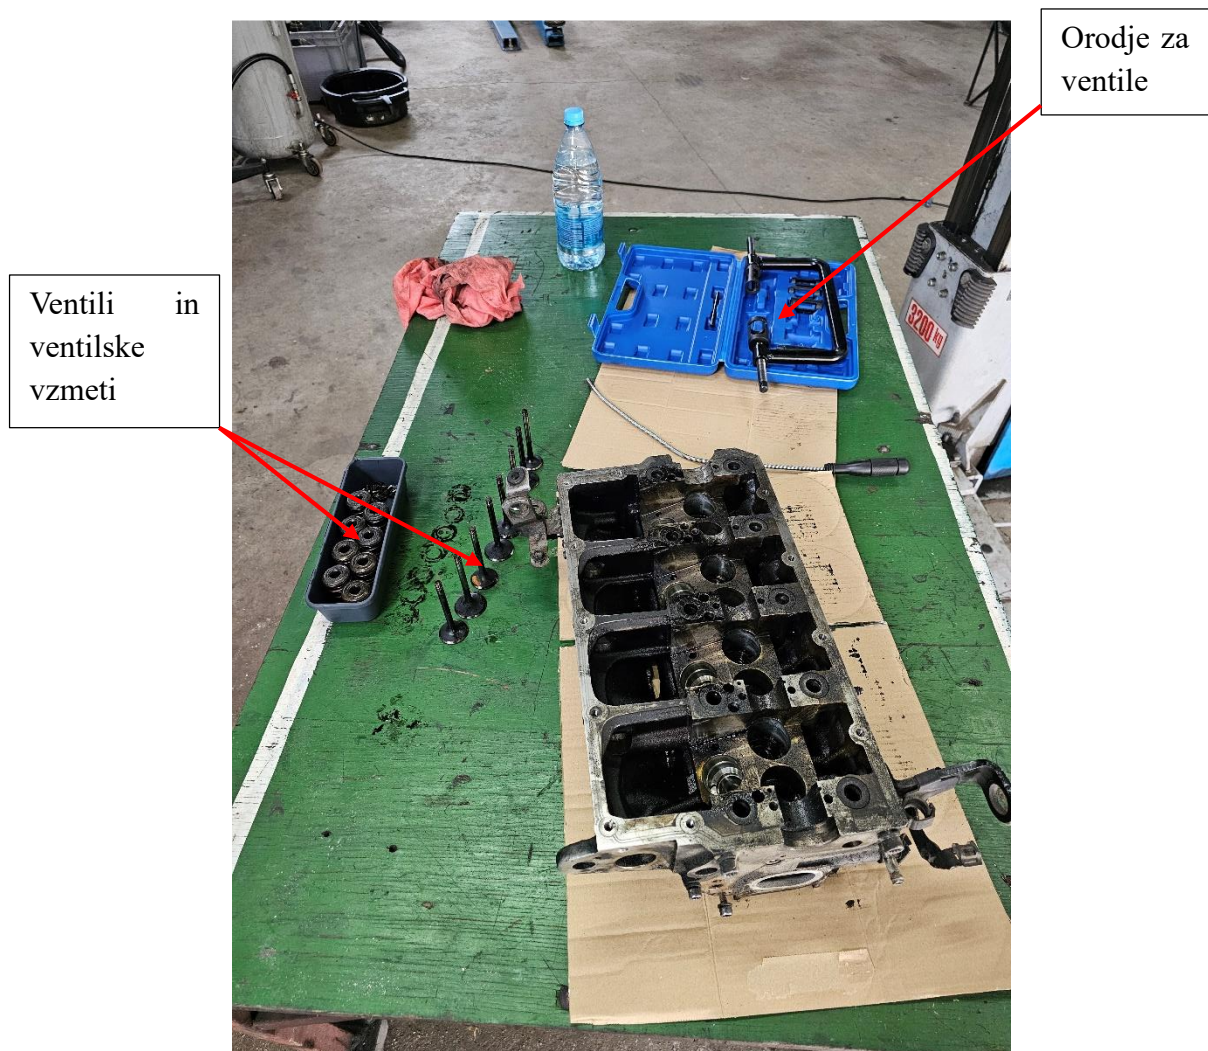 Orodje za
ventile
Ventili in
ventilske
vzmeti
3200 kg